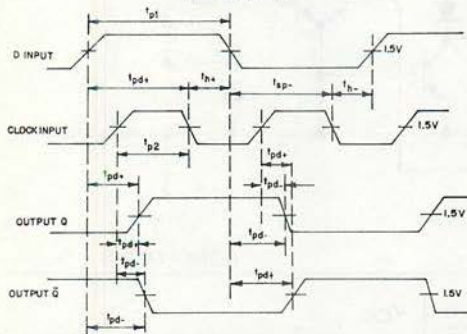 tp1
D INPUT
1.5V
tpd+ th+ tsp- th-
CLOCK INPUT
1.5V
tp2 tpd+
tpd+ tpd-
OUTPUT Q
1.5V
tpd+ tpd-
tpd- tpd+
OUTPUT Q̅
1.5V
tpd-
VCC